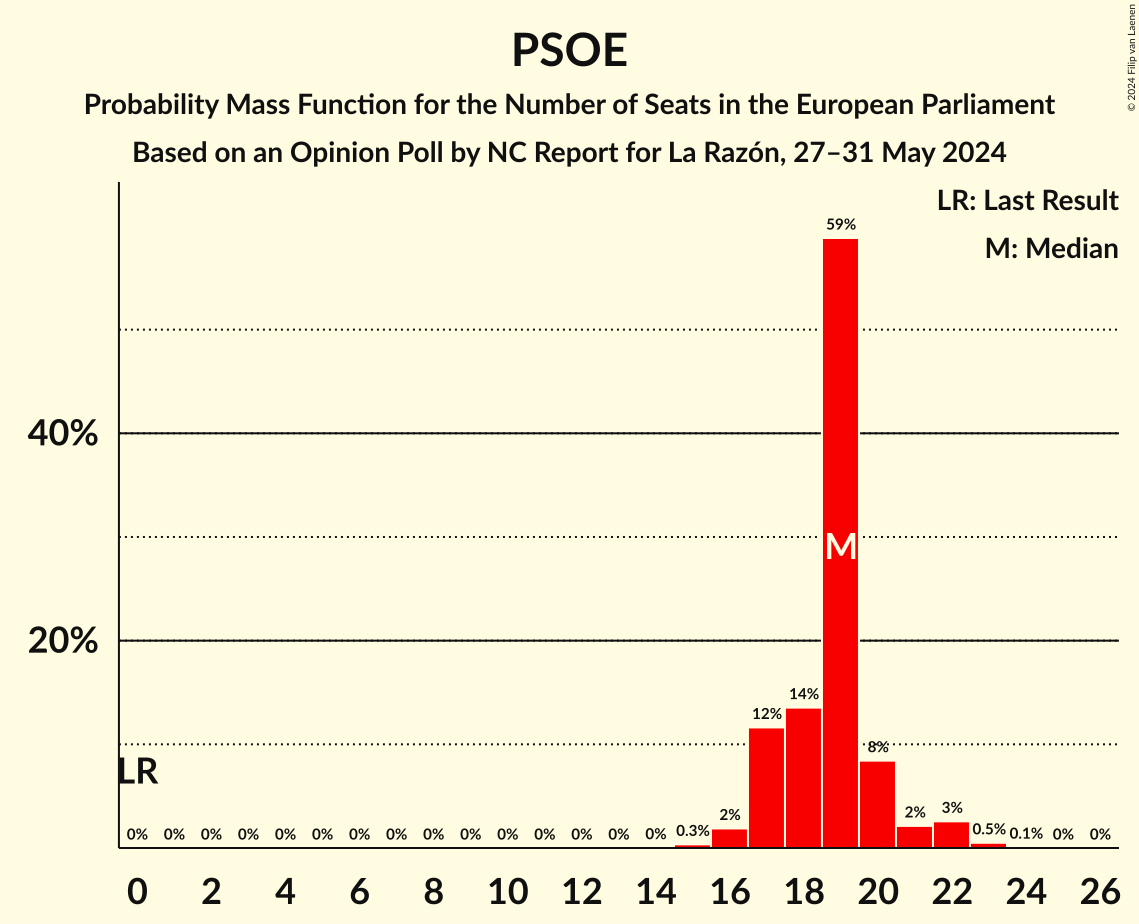 PSOE
Probability Mass Function for the Number of Seats in the European Parliament
Based on an Opinion Poll by NC Report for La Razón, 27–31 May 2024
© 2024 Filip van Laenen
LR: Last Result
M: Median
59%
40%
M
20%
14%
12%
8%
LR
0% 0% 0% 0% 0% 0% 0% 0% 0% 0% 0% 0% 0% 0% 0% 0.3% 2% 2% 3% 0.5% 0.1% 0% 0%
0 2 4 6 8 10 12 14 16 18 20 22 24 26